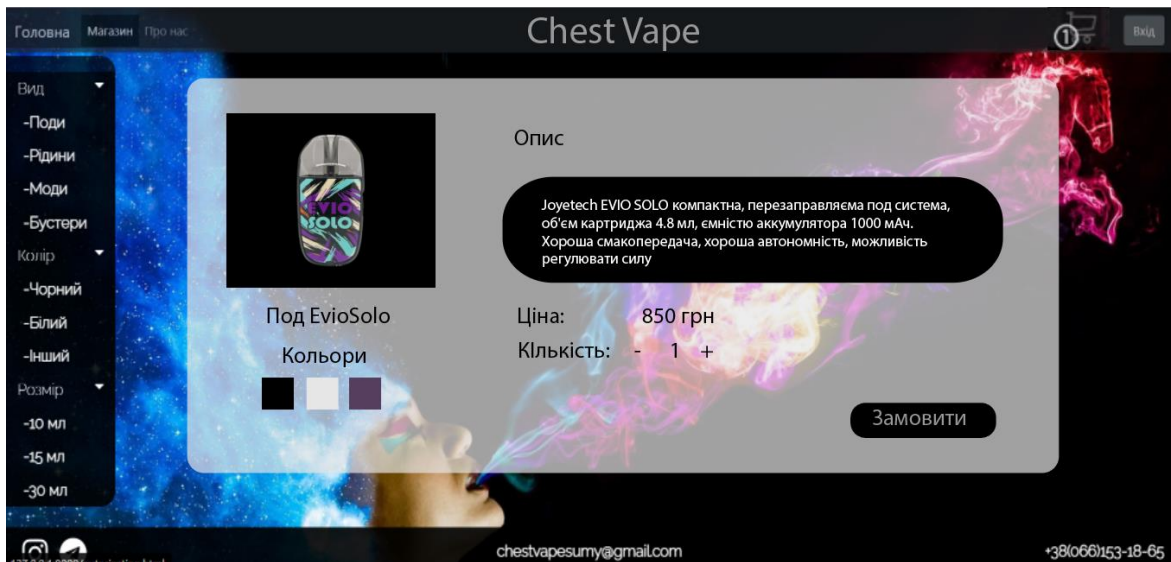 Головна Магазин Про нас Chest Vape 1 Вхід
Вид
-Поди
-Рідини
-Моди
-Бустери
Колір
-Чорний
-Білий
-Інший
Розмір
-10 мл
-15 мл
-30 мл
EVIO
SOLO
Под EvioSolo
Кольори
Опис
Joyetech EVIO SOLO компактна, перезаправляєма под система,
об'єм картриджа 4.8 мл, ємністю аккумулятора 1000 мАч.
Хороша смакопередача, хороша автономність, можливість
регулювати силу
Ціна: 850 грн
КІлькість: - 1 +
Замовити
chestvapesumy@gmail.com +38(066)153-18-65